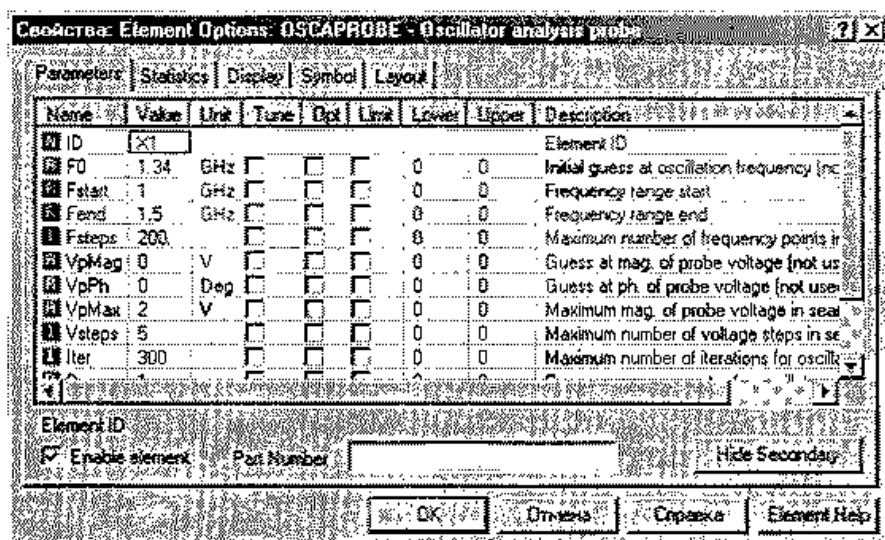 Свойства: Element Options: OSCAPROBE - Oscillator analysis probe
Parameters Statistics Display Symbol Layout
Name Value Unit Tune Opt Limit Lower Upper Description
ID X1 Element ID
F0 1.34 GHz 0 0 Initial guess at oscillation frequency (nc
Fstart 1 GHz 0 0 Frequency range start
Fend 1.5 GHz 0 0 Frequency range end
Fsteps 200 0 0 Maximum number of frequency points ir
VpMag 0 V 0 0 Guess at mag. of probe voltage (not us
VpPh 0 Deg 0 0 Guess at ph. of probe voltage (not use
VpMax 2 V 0 0 Maximum mag. of probe voltage in sear
Vsteps 5 0 0 Maximum number of voltage steps in se
Iter 300 0 0 Maximum number of iterations for oscilla
Element ID
Enable element Part Number Hide Secondary
OK Отмена Справка Element Help